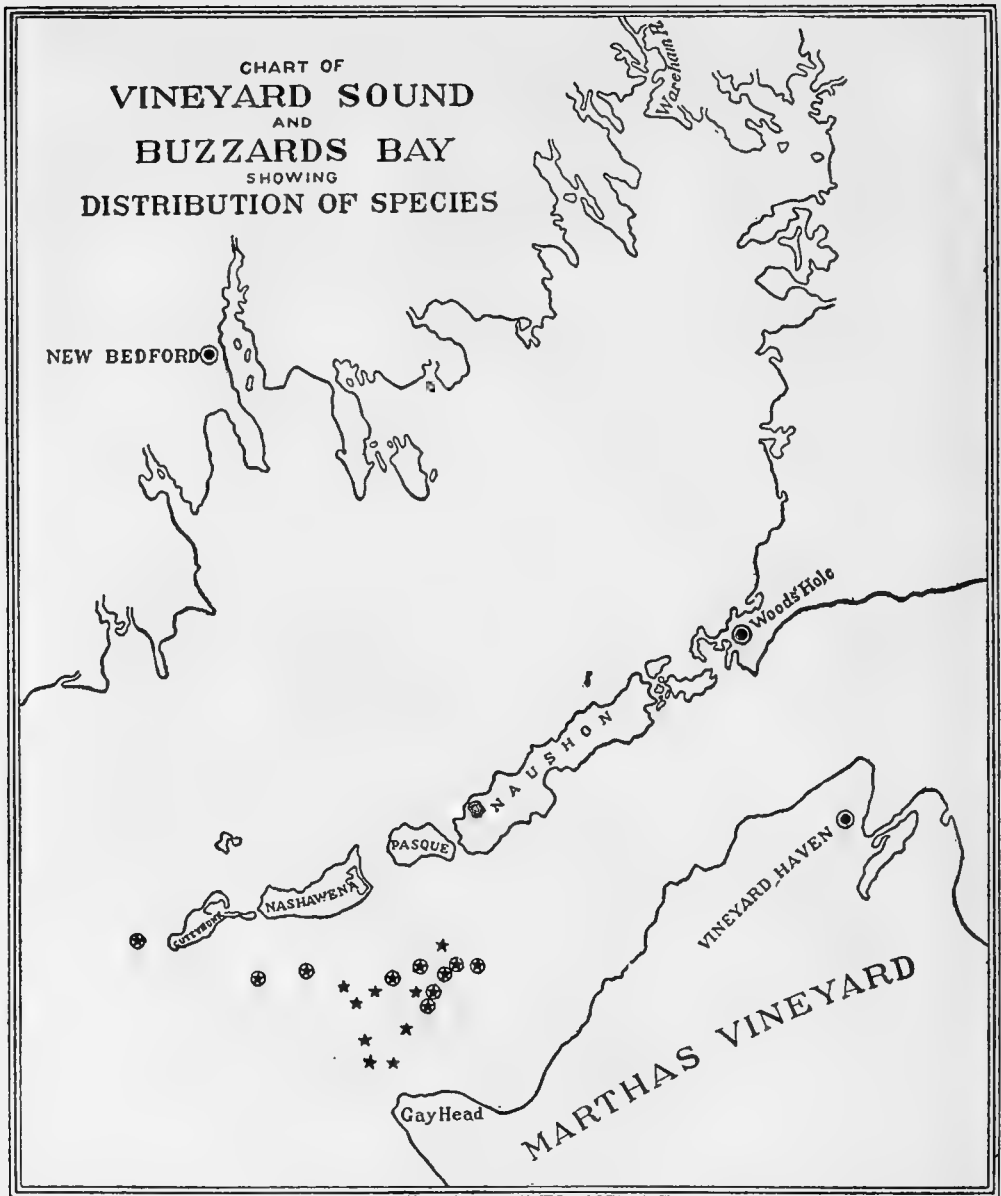 CHART OF
VINEYARD SOUND
AND
BUZZARDS BAY
SHOWING
DISTRIBUTION OF SPECIES
Wareham R.
NEW BEDFORD
Woods Hole
NAUSHON
PASQUE
NASHAWENA
CUTTYHUNK
VINEYARD HAVEN
MARTHAS VINEYARD
Gay Head